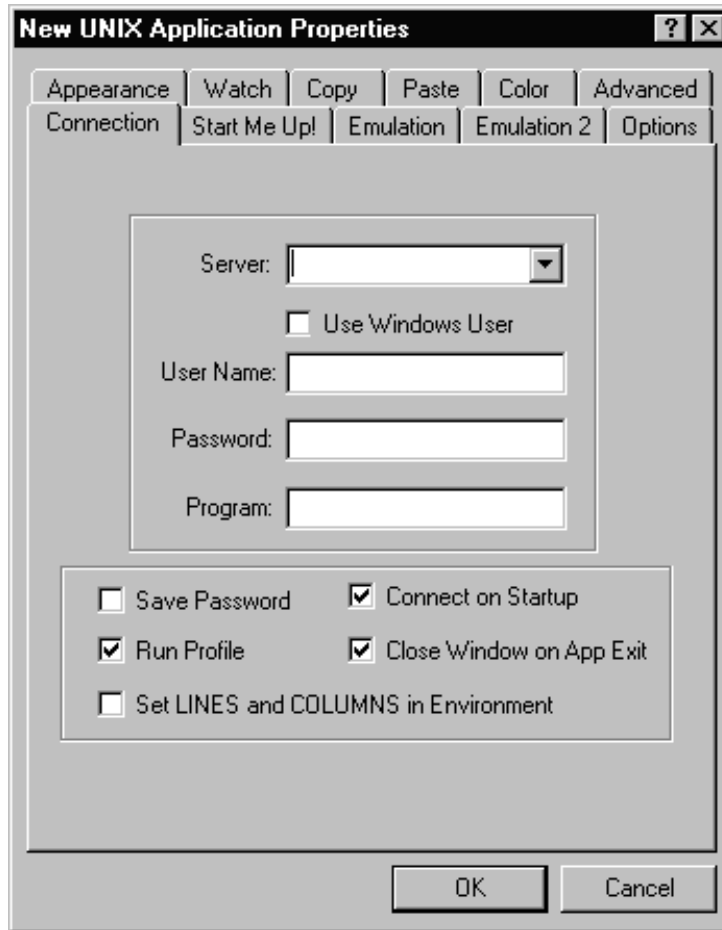 New UNIX Application Properties ? X
Appearance Watch Copy Paste Color Advanced
Connection Start Me Up! Emulation Emulation 2 Options
Server:
Use Windows User
User Name:
Password:
Program:
Save Password Connect on Startup
Run Profile Close Window on App Exit
Set LINES and COLUMNS in Environment
OK Cancel